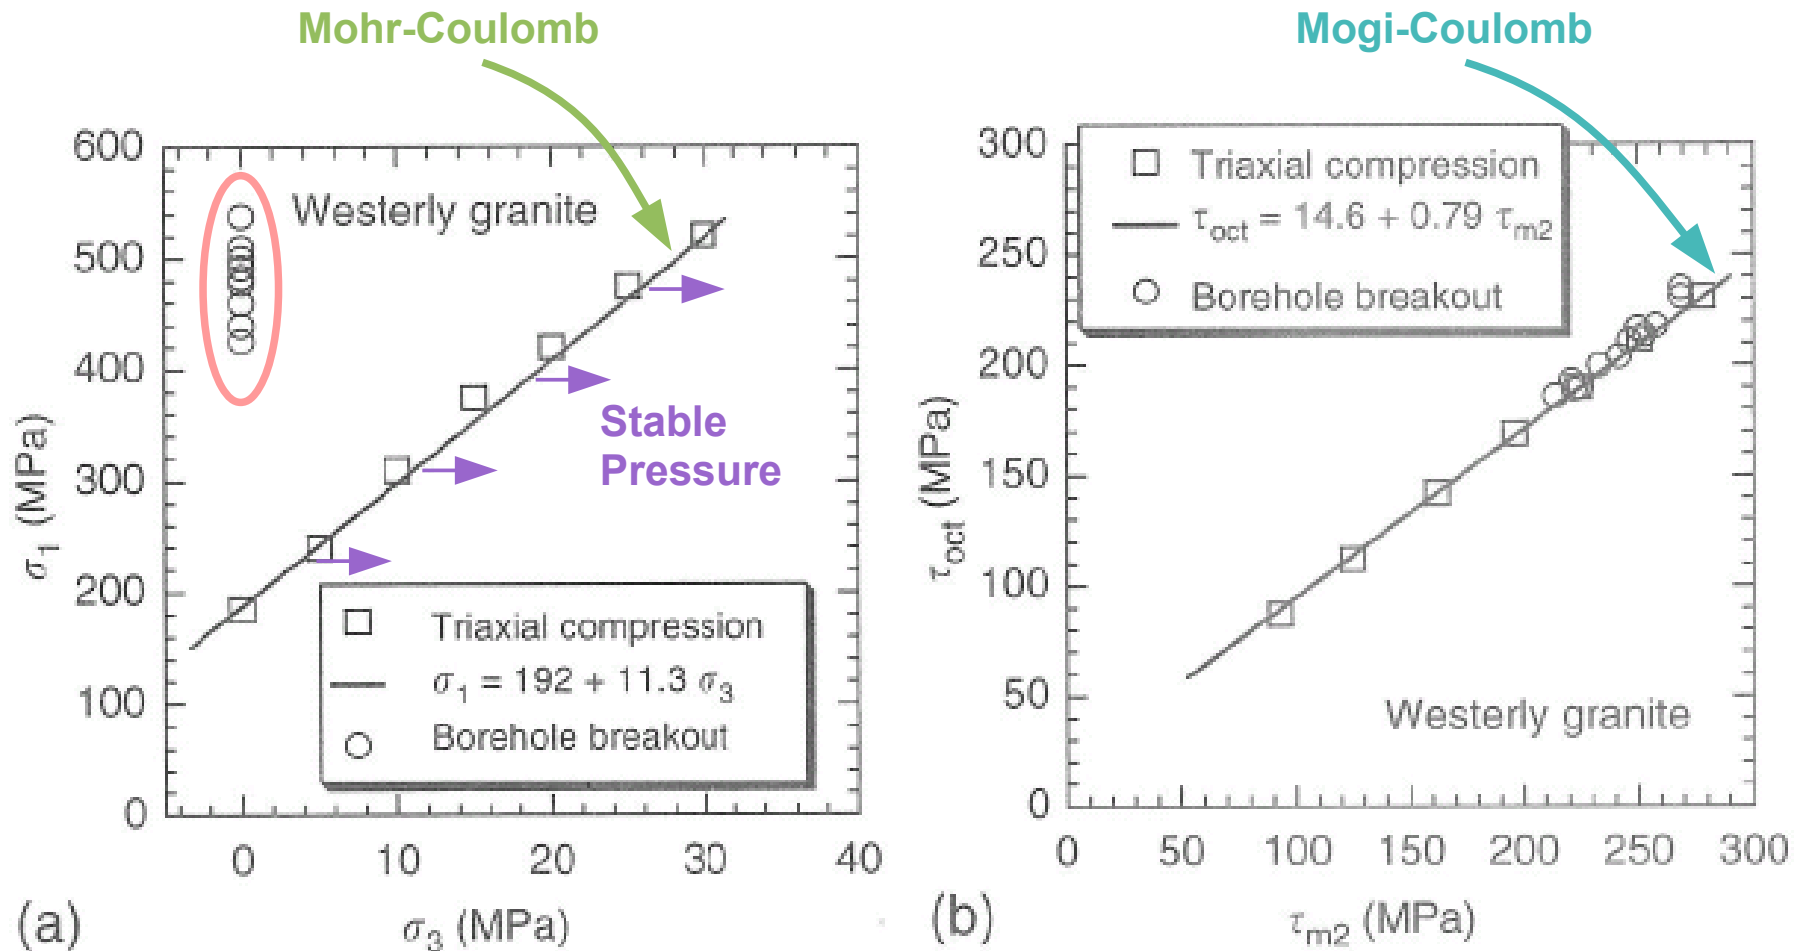 Mohr-Coulomb
Mogi-Coulomb
600
500
400
300
200
100
0
σ1 (MPa)
Westerly granite
Stable
Pressure
Triaxial compression
σ1 = 192 + 11.3 σ3
Borehole breakout
0
10
20
30
40
(a)
σ3 (MPa)
300
250
200
150
100
50
0
τoct (MPa)
Triaxial compression
τoct = 14.6 + 0.79 τm2
Borehole breakout
Westerly granite
0
50
100
150
200
250
300
(b)
τm2 (MPa)